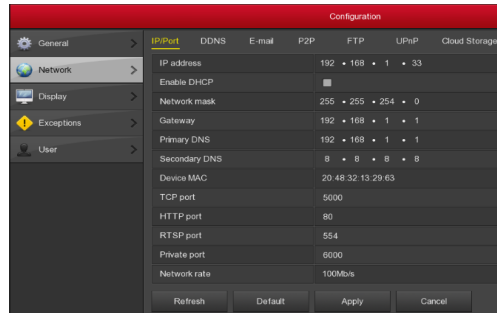 Configuration
General >
Network >
Display >
Exceptions >
User >
IP/Port DDNS E-mail P2P FTP UPnP Cloud Storage
IP address 192 • 168 • 1 • 33
Enable DHCP
Network mask 255 • 255 • 254 • 0
Gateway 192 • 168 • 1 • 1
Primary DNS 192 • 168 • 1 • 1
Secondary DNS 8 • 8 • 8 • 8
Device MAC 20:48:32:13:29:63
TCP port 5000
HTTP port 80
RTSP port 554
Private port 6000
Network rate 100Mb/s
Refresh Default Apply Cancel